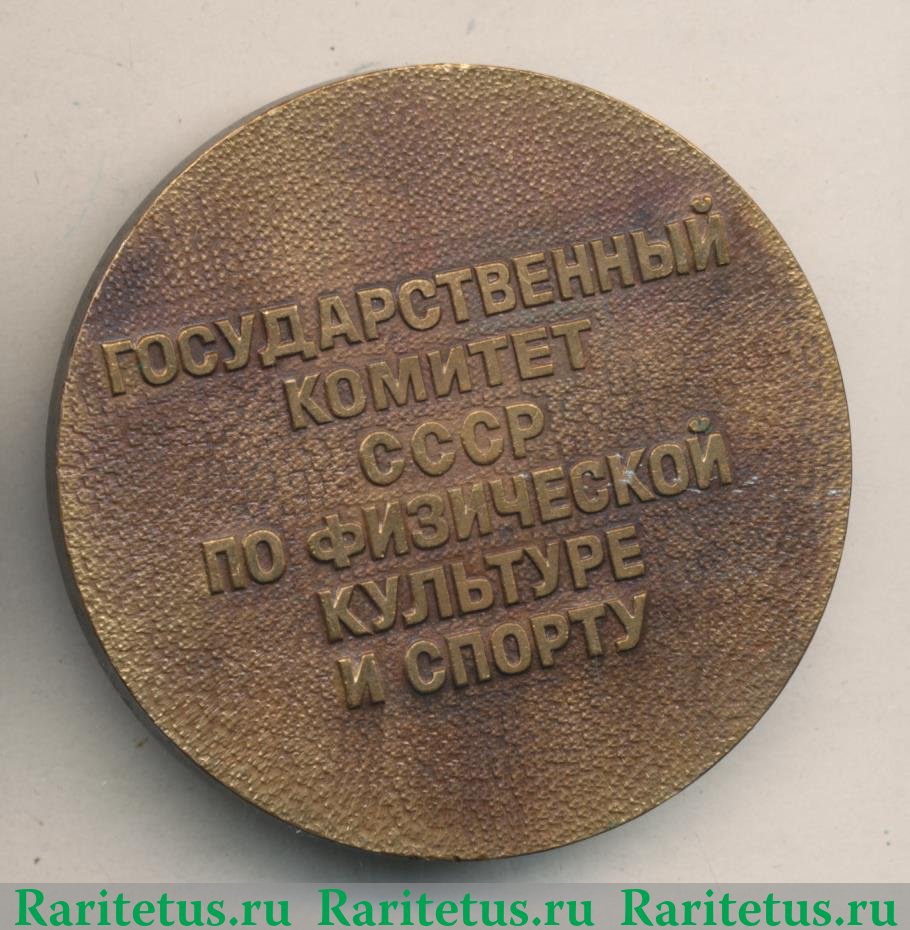 ГОСУДАРСТВЕННЫЙ
КОМИТЕТ
СССР
ПО ФИЗИЧЕСКОЙ
КУЛЬТУРЕ
И СПОРТУ
Raritetus.ru Raritetus.ru Raritetus.ru